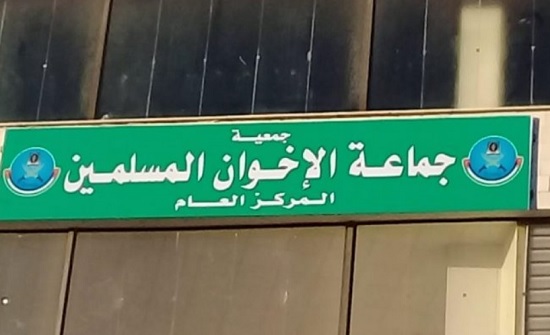 جمعية
جماعة الإخوان المسلمين
المركز العام